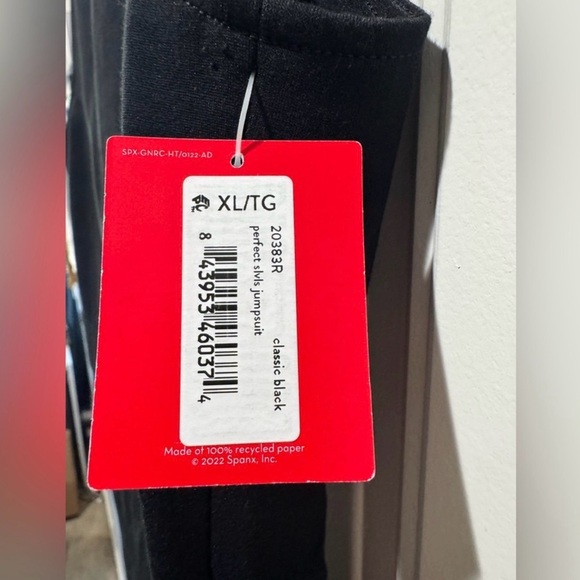 SPX-GNRC-HT/0122-AD
XL/TG
20383R
perfect slvls jumpsuit
classic black
8 43953 46037 4
Made of 100% recycled paper
© 2022 Spanx, Inc.